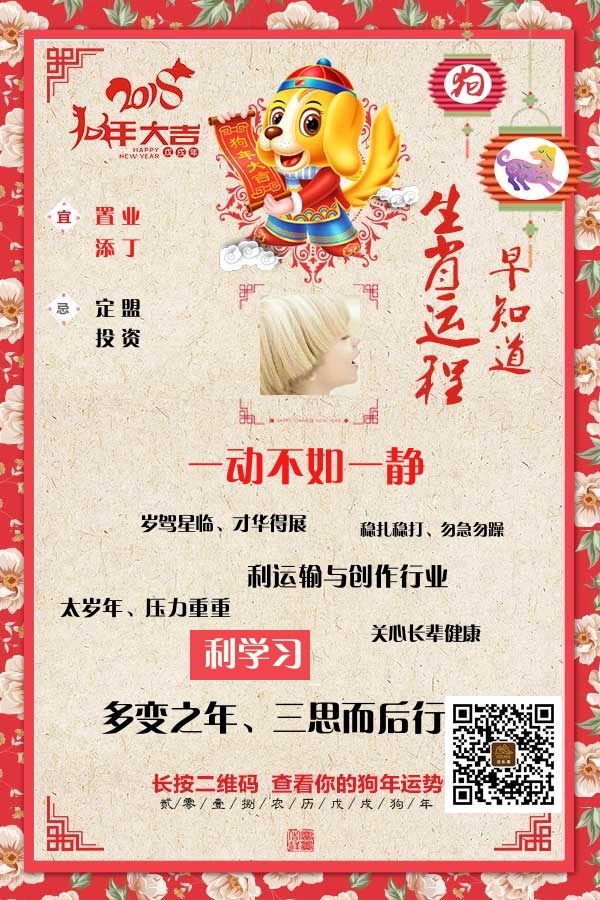 2018
狗年大吉
HAPPY
NEW YEAR
戊戌年
狗年大吉
狗
宜
置业
添丁
忌
定盟
投资
生肖运程
早知道
HAPPY CHINESE NEW YEAR
一动不如一静
岁驾星临、才华得展
稳扎稳打、勿急勿躁
利运输与创作行业
太岁年、压力重重
关心长辈健康
利学习
多变之年、三思而后行
长按二维码 查看你的狗年运势
贰/零/壹/捌/农/历/戊/戌/狗/年